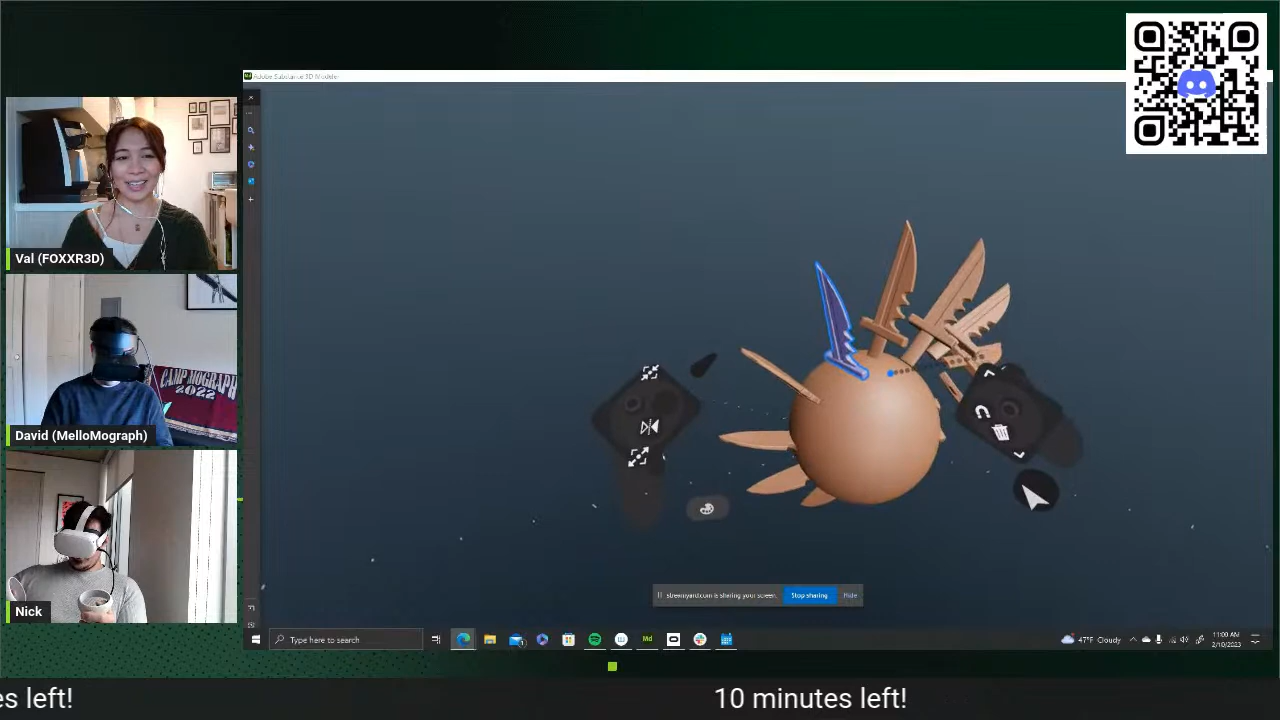 Adobe Substance 3D Modeler
Val (FOXXR3D)
CAMP MOGRAPH
2022
David (MelloMograph)
Nick
streamyard.com is sharing your screen.
Stop sharing
Hide
Type here to search
Md
47°F Cloudy
11:00 AM
2/10/2023
es left!
10 minutes left!